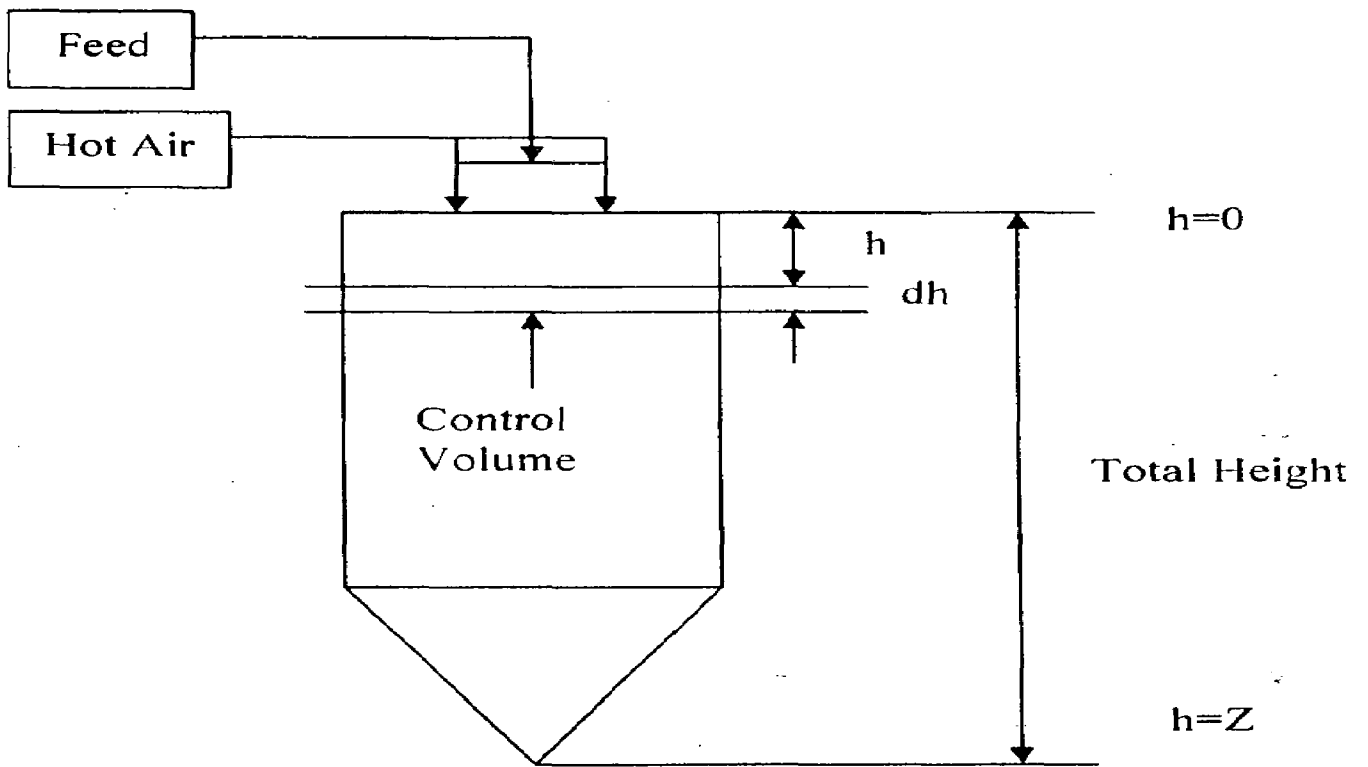 Feed
Hot Air
h=0
h
dh
Control
Volume
Total Height
h=Z